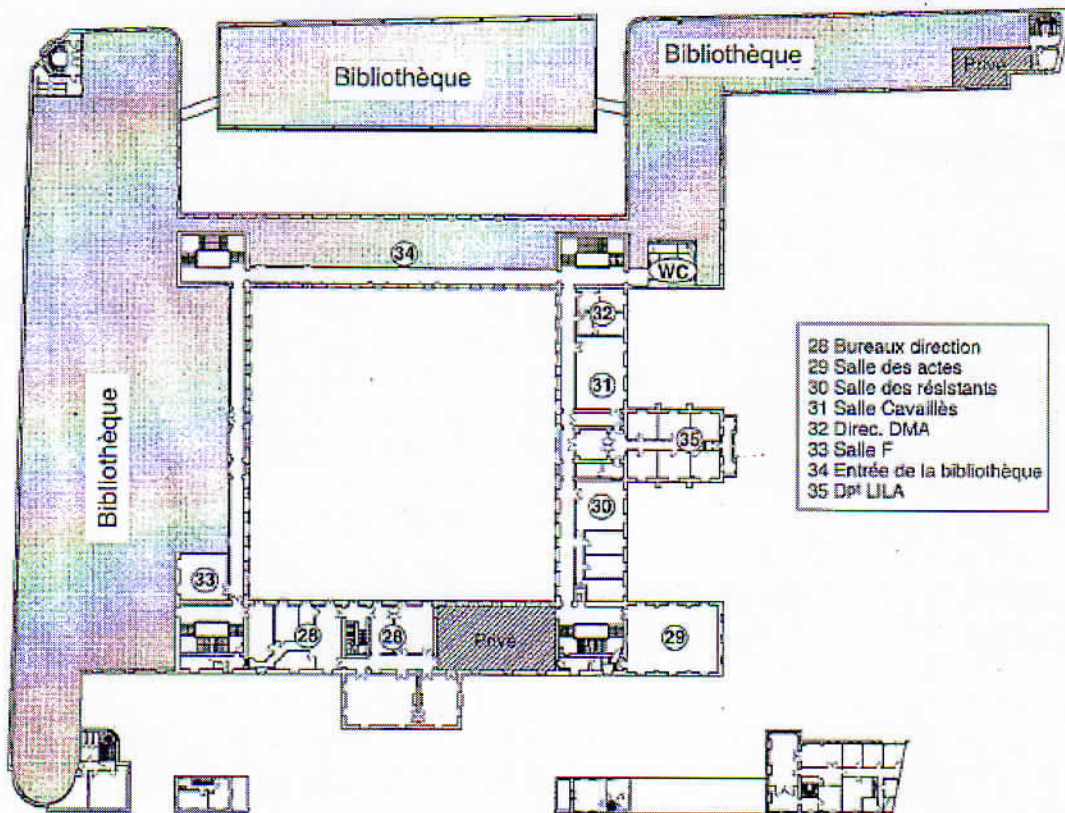 Bibliothèque
Bibliothèque
Privé
34
WC
32
31
28 Bureaux direction
29 Salle des actes
30 Salle des résistants
31 Salle Cavaillès
32 Direc. DMA
33 Salle F
34 Entrée de la bibliothèque
35 Dpt LILA
Bibliothèque
35
30
33
28
28
Privé
29